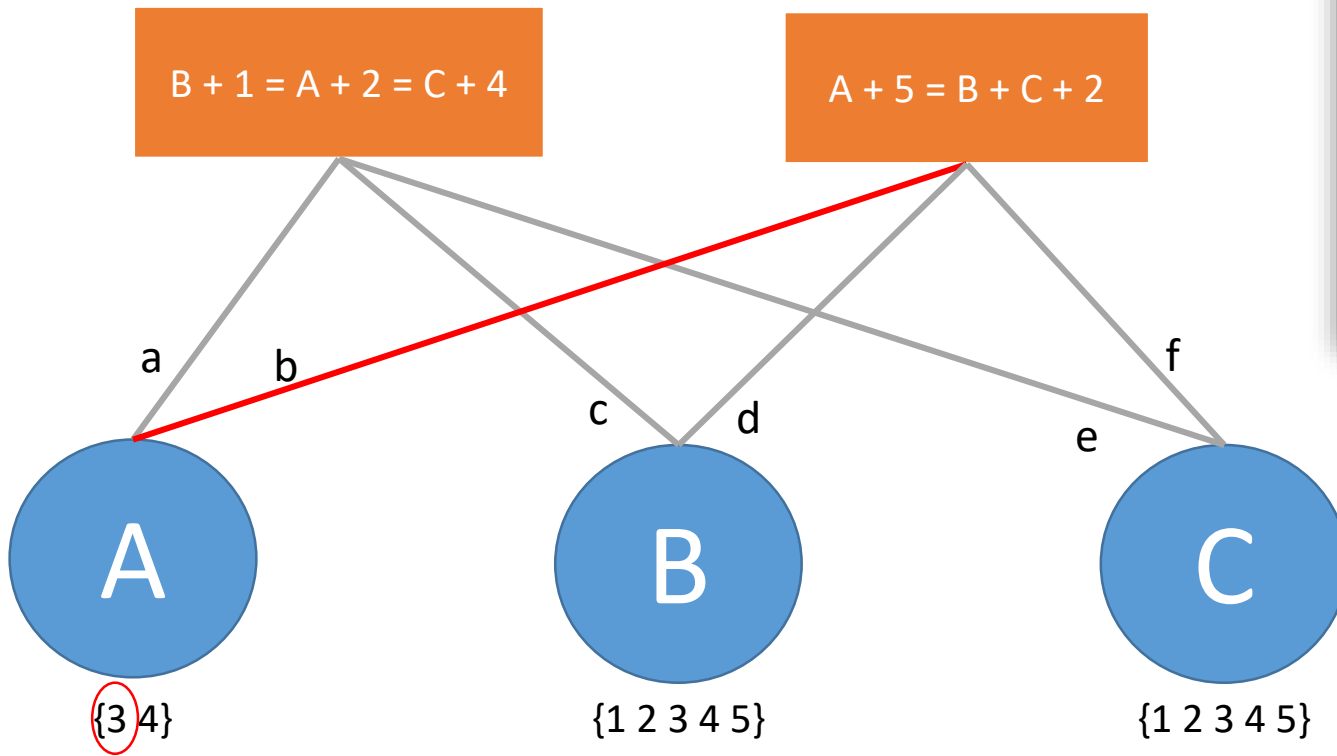 B + 1 = A + 2 = C + 4
A + 5 = B + C + 2
a
b
c
d
e
f
A
B
C
{3 4}
{1 2 3 4 5}
{1 2 3 4 5}